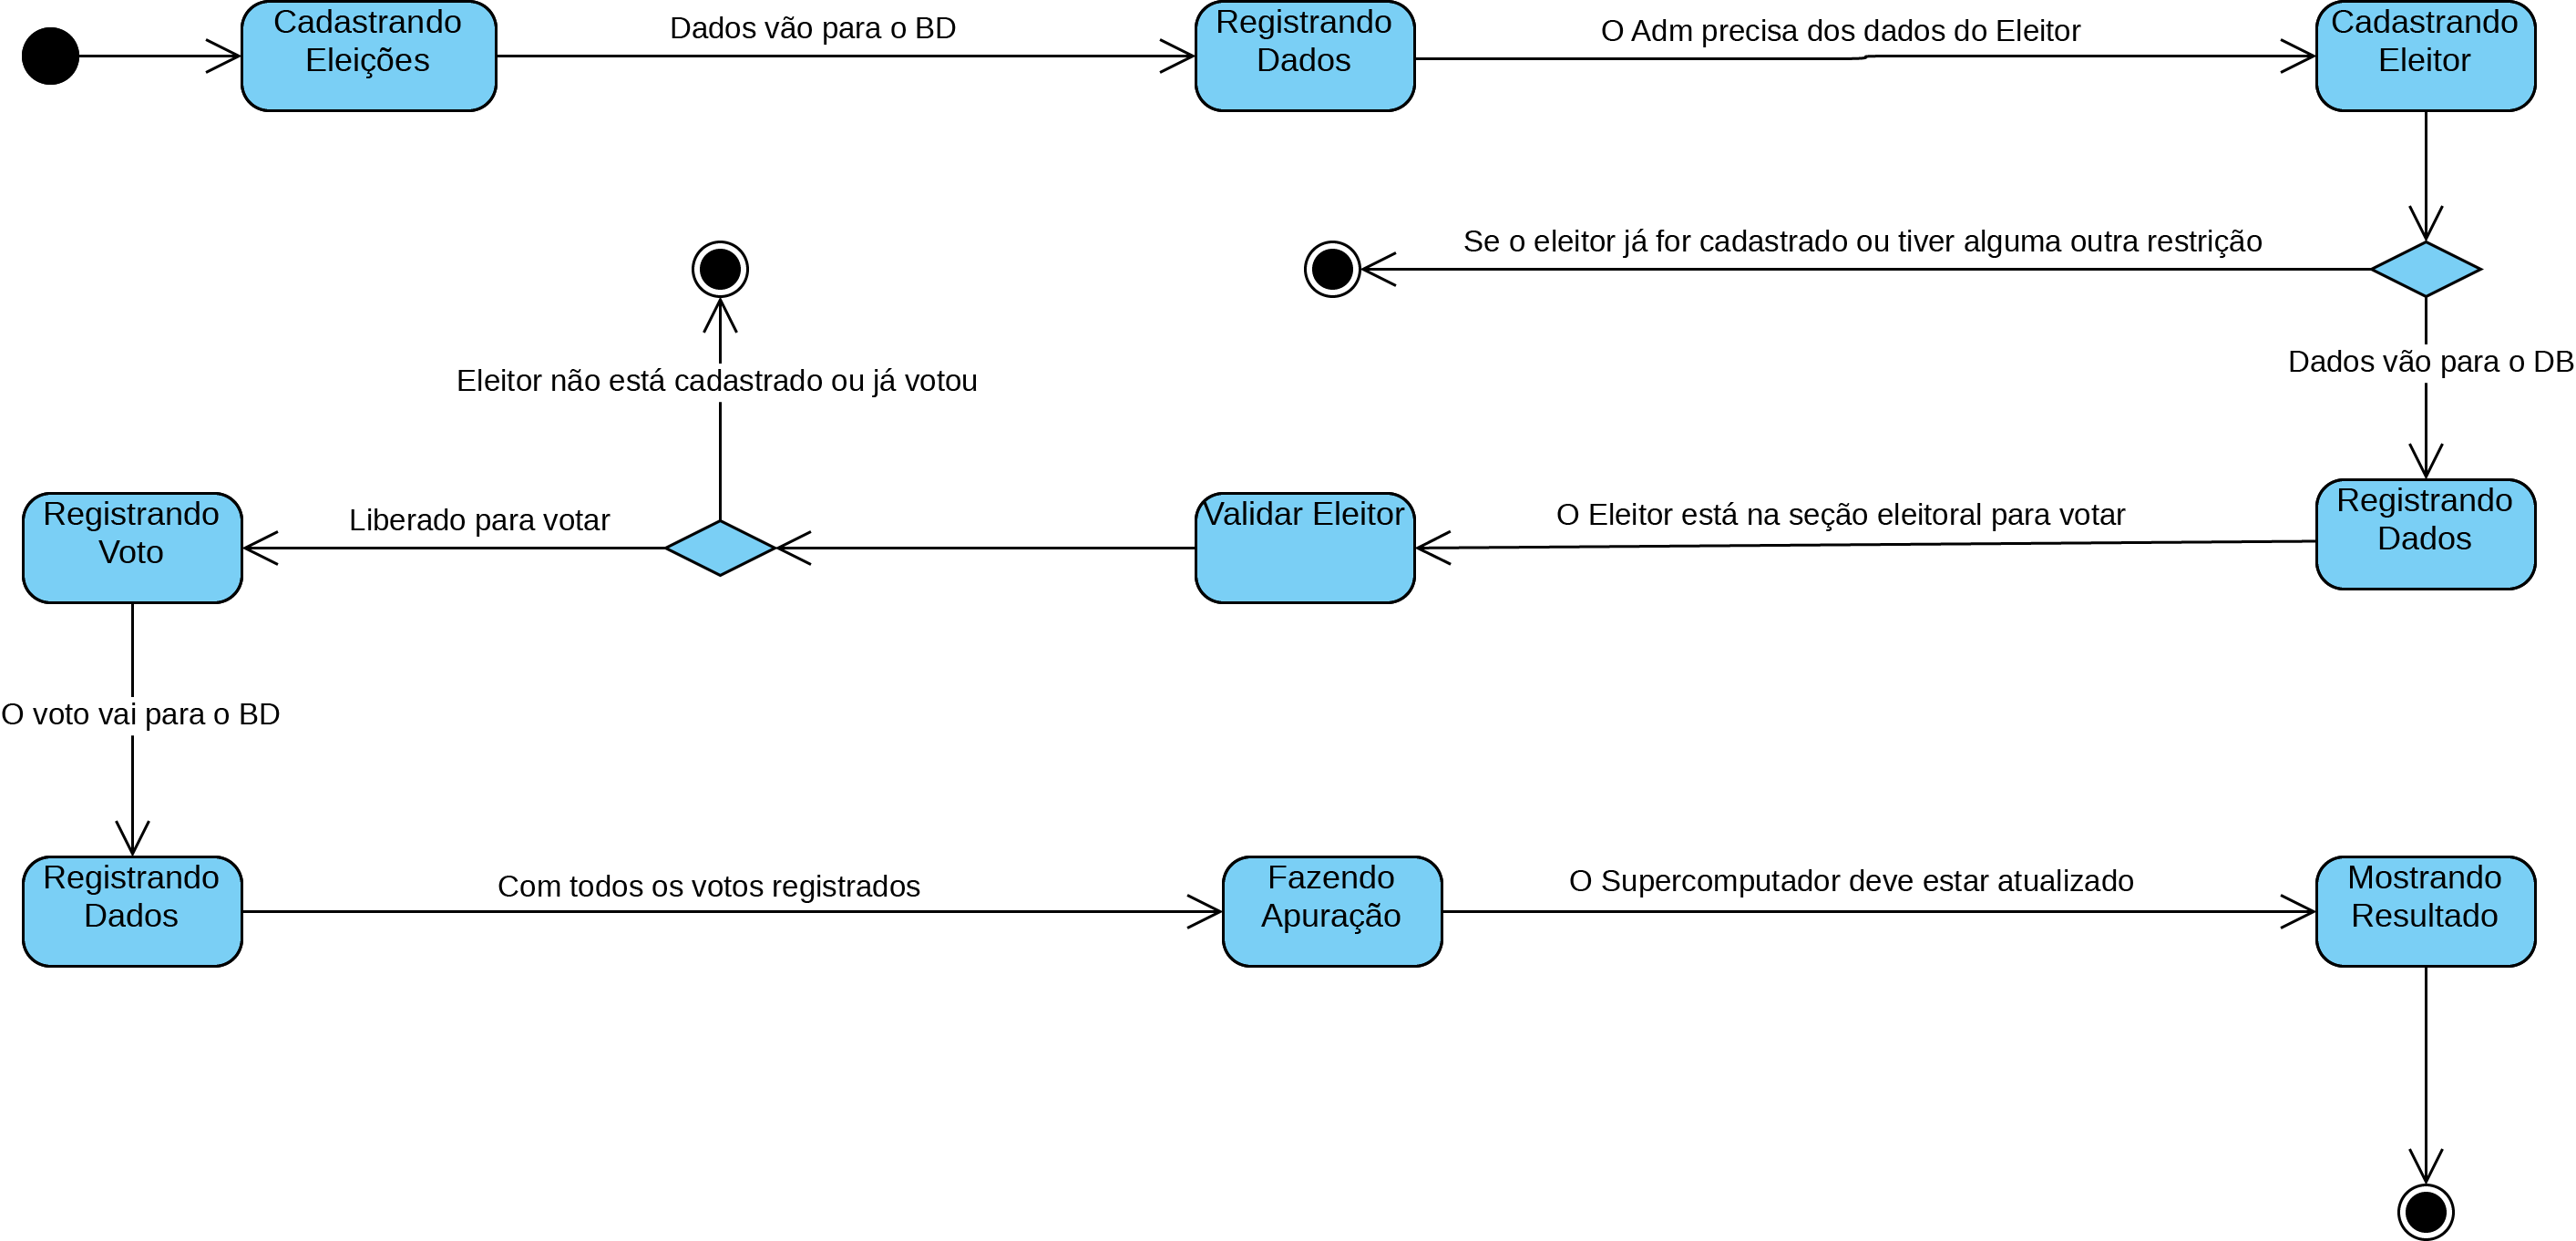 Cadastrando
Eleições
Dados vão para o BD
Registrando
Dados
O Adm precisa dos dados do Eleitor
Cadastrando
Eleitor
Se o eleitor já for cadastrado ou tiver alguma outra restrição
Dados vão para o DB
Eleitor não está cadastrado ou já votou
Registrando
Dados
O Eleitor está na seção eleitoral para votar
Validar Eleitor
Liberado para votar
Registrando
Voto
O voto vai para o BD
Registrando
Dados
Com todos os votos registrados
Fazendo
Apuração
O Supercomputador deve estar atualizado
Mostrando
Resultado